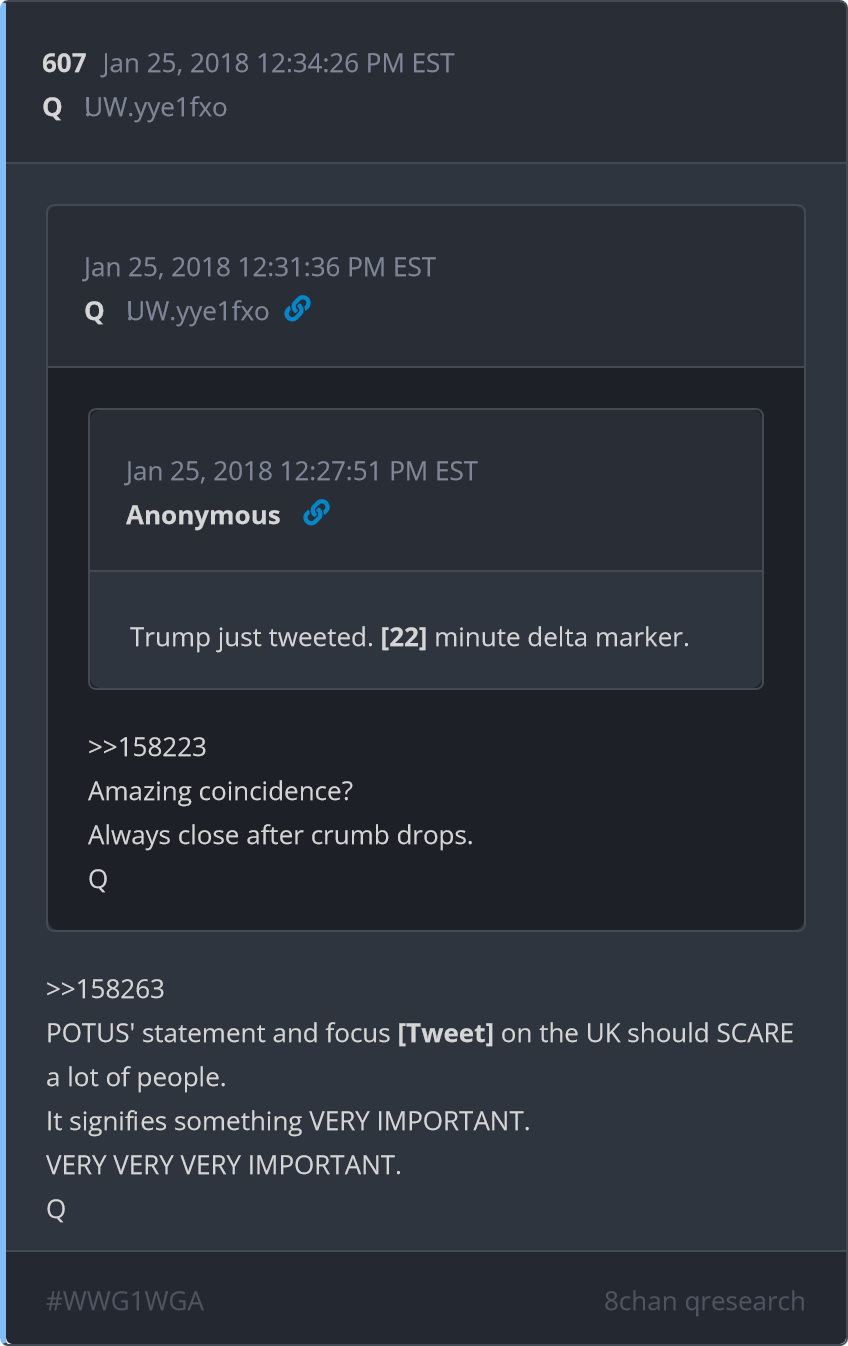 607 Jan 25, 2018 12:34:26 PM EST
Q UW.yye1fxo
Jan 25, 2018 12:31:36 PM EST
Q UW.yye1fxo
Jan 25, 2018 12:27:51 PM EST
Anonymous
Trump just tweeted. [22] minute delta marker.
>>158223
Amazing coincidence?
Always close after crumb drops.
Q
>>158263
POTUS' statement and focus [Tweet] on the UK should SCARE
a lot of people.
It signifies something VERY IMPORTANT.
VERY VERY VERY IMPORTANT.
Q
#WWG1WGA 8chan qresearch